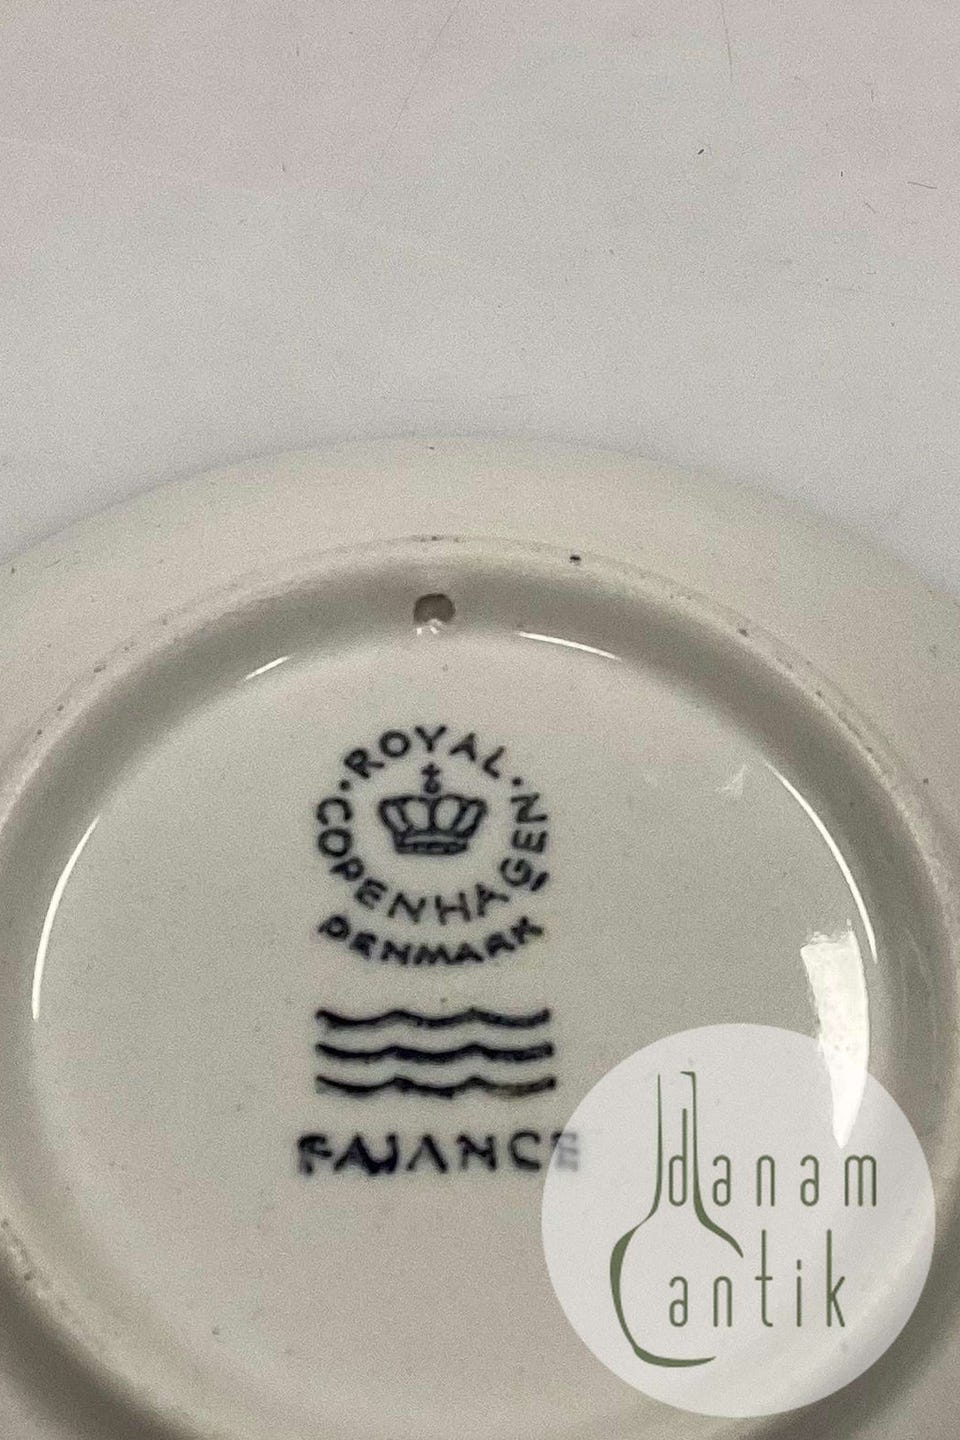 ROYAL
COPENHAGEN
DENMARK
FAJANCE
danam
antik